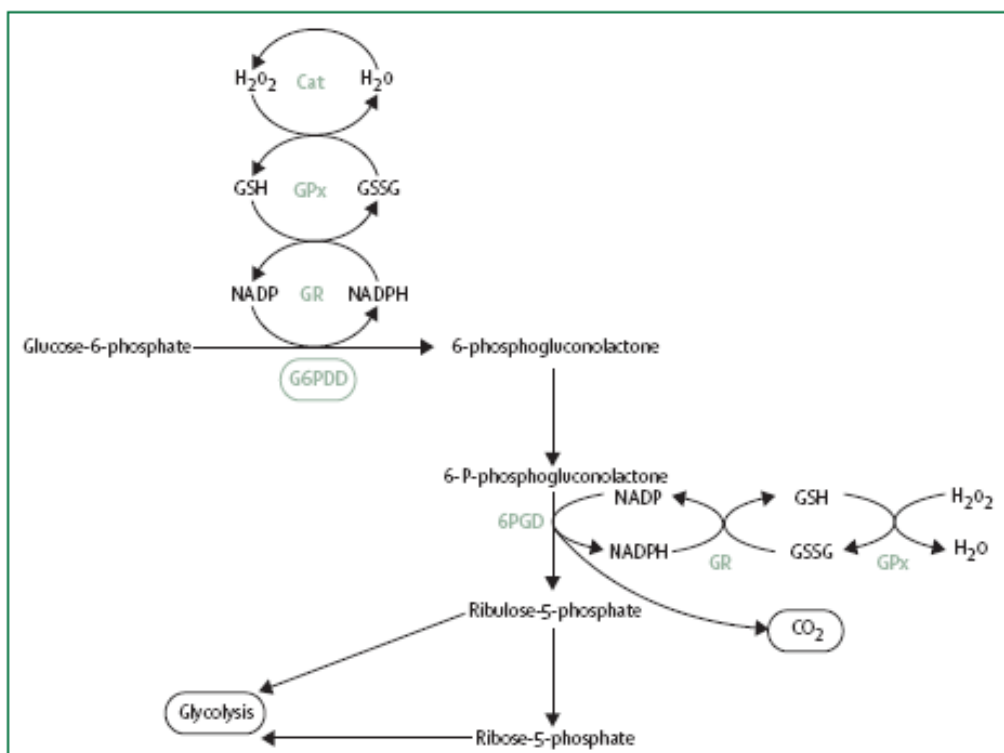 H₂O₂ Cat H₂O
GSH GPx GSSG
NADP GR NADPH
Glucose-6-phosphate 6-phosphogluconolactone
G6PDD
6-P-phosphogluconolactone
NADP GSH H₂O₂
6PGD
NADPH GR GSSG GPx H₂O
Ribulose-5-phosphate
CO₂
Glycolysis
Ribose-5-phosphate